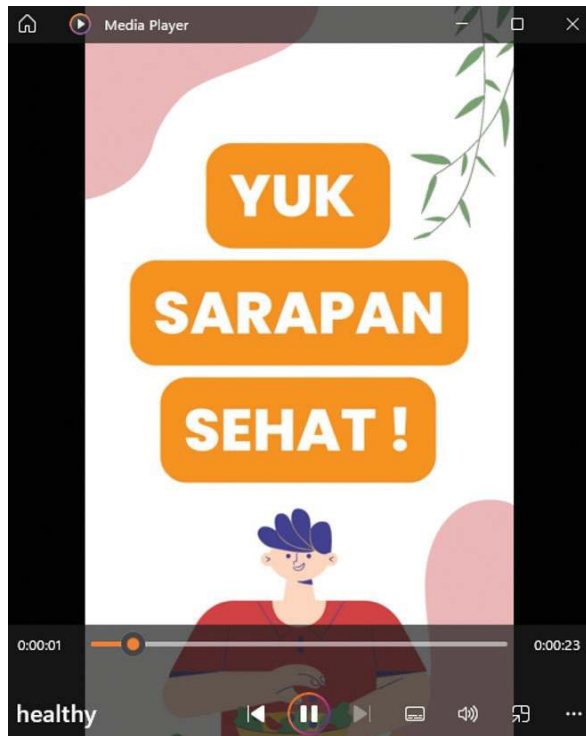 Media Player
YUK
SARAPAN
SEHAT !
0:00:01 0:00:23
healthy